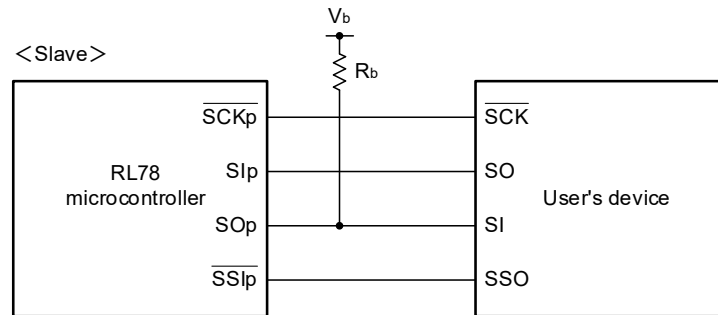 Vb
＜Slave＞
Rb
SCKp
SCK
RL78
microcontroller
SIp
SO
User's device
SOp
SI
SSIp
SSO